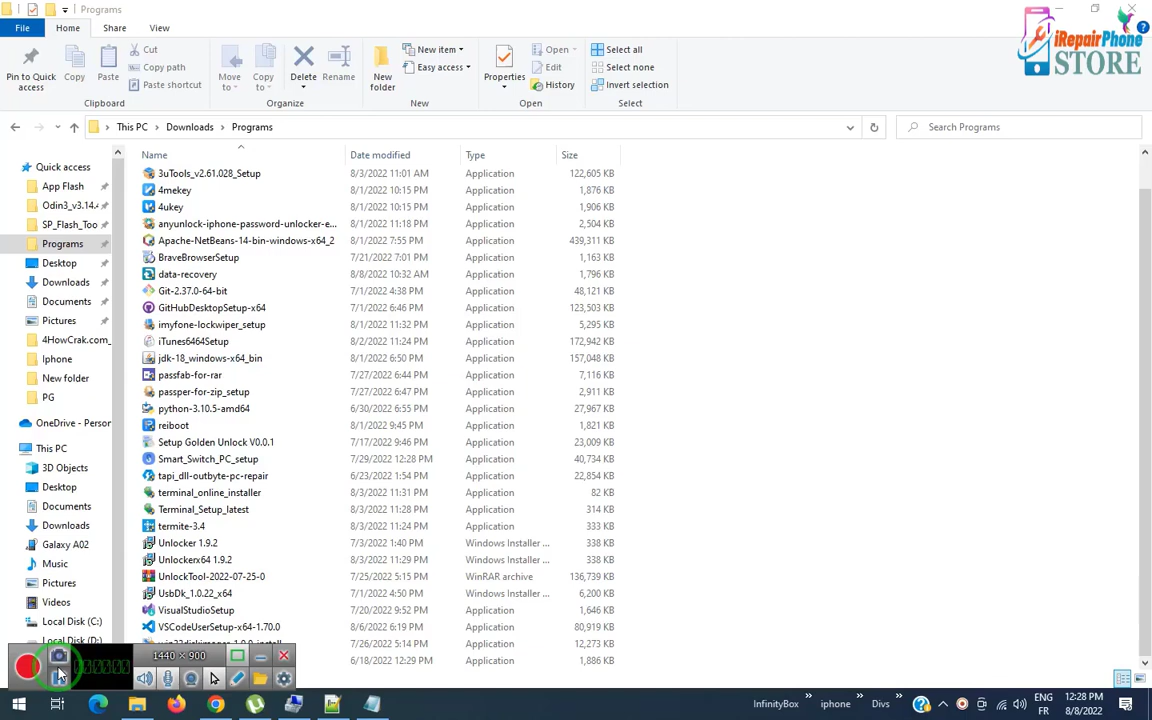 Programs
File Home Share View
Pin to Quick access
Copy
Paste
Cut
Copy path
Paste shortcut
Clipboard
Move to
Copy to
Delete
Rename
Organize
New folder
New item
Easy access
New
Properties
Open
Edit
History
Open
Select all
Select none
Invert selection
Select
iRepairPhone
STORE
This PC > Downloads > Programs
Search Programs
Quick access
App Flash
Odin3_v3.14.
SP_Flash_Too
Programs
Desktop
Downloads
Documents
Pictures
4HowCrak.com_
Iphone
New folder
PG
OneDrive - Person
This PC
3D Objects
Desktop
Documents
Downloads
Galaxy A02
Music
Pictures
Videos
Local Disk (C:)
Local Disk (D:)
Name Date modified Type Size
3uTools_v2.61.028_Setup 8/3/2022 11:01 AM Application 122,605 KB
4mekey 8/1/2022 10:15 PM Application 1,876 KB
4ukey 8/1/2022 10:15 PM Application 1,906 KB
anyunlock-iphone-password-unlocker-e... 8/1/2022 11:18 PM Application 2,504 KB
Apache-NetBeans-14-bin-windows-x64_2 8/1/2022 7:55 PM Application 439,311 KB
BraveBrowserSetup 7/21/2022 7:01 PM Application 1,163 KB
data-recovery 8/8/2022 10:32 AM Application 1,796 KB
Git-2.37.0-64-bit 7/1/2022 4:38 PM Application 48,121 KB
GitHubDesktopSetup-x64 7/1/2022 6:46 PM Application 123,503 KB
imyfone-lockwiper_setup 8/1/2022 11:32 PM Application 5,295 KB
iTunes6464Setup 8/2/2022 11:24 PM Application 172,942 KB
jdk-18_windows-x64_bin 8/1/2022 6:50 PM Application 157,048 KB
passfab-for-rar 7/27/2022 6:44 PM Application 7,116 KB
passper-for-zip_setup 7/27/2022 6:47 PM Application 2,911 KB
python-3.10.5-amd64 6/30/2022 6:55 PM Application 27,967 KB
reiboot 8/1/2022 9:45 PM Application 1,821 KB
Setup Golden Unlock V0.0.1 7/17/2022 9:46 PM Application 23,009 KB
Smart_Switch_PC_setup 7/29/2022 12:28 PM Application 40,734 KB
tapi_dll-outbyte-pc-repair 6/23/2022 1:54 PM Application 22,854 KB
terminal_online_installer 8/3/2022 11:31 PM Application 82 KB
Terminal_Setup_latest 8/3/2022 11:28 PM Application 314 KB
termite-3.4 8/3/2022 11:24 PM Application 333 KB
Unlocker 1.9.2 7/3/2022 1:40 PM Windows Installer ... 338 KB
Unlockerx64 1.9.2 8/3/2022 11:29 PM Windows Installer ... 338 KB
UnlockTool-2022-07-25-0 7/25/2022 5:15 PM WinRAR archive 136,739 KB
UsbDk_1.0.22_x64 7/1/2022 4:50 PM Windows Installer ... 6,200 KB
VisualStudioSetup 7/20/2022 9:52 PM Application 1,646 KB
VSCodeUserSetup-x64-1.70.0 8/6/2022 6:19 PM Application 80,919 KB
7/26/2022 5:14 PM Application 12,273 KB
6/18/2022 12:29 PM Application 1,886 KB
1440 × 900
InfinityBox iphone Divs
ENG
FR
12:28 PM
8/8/2022